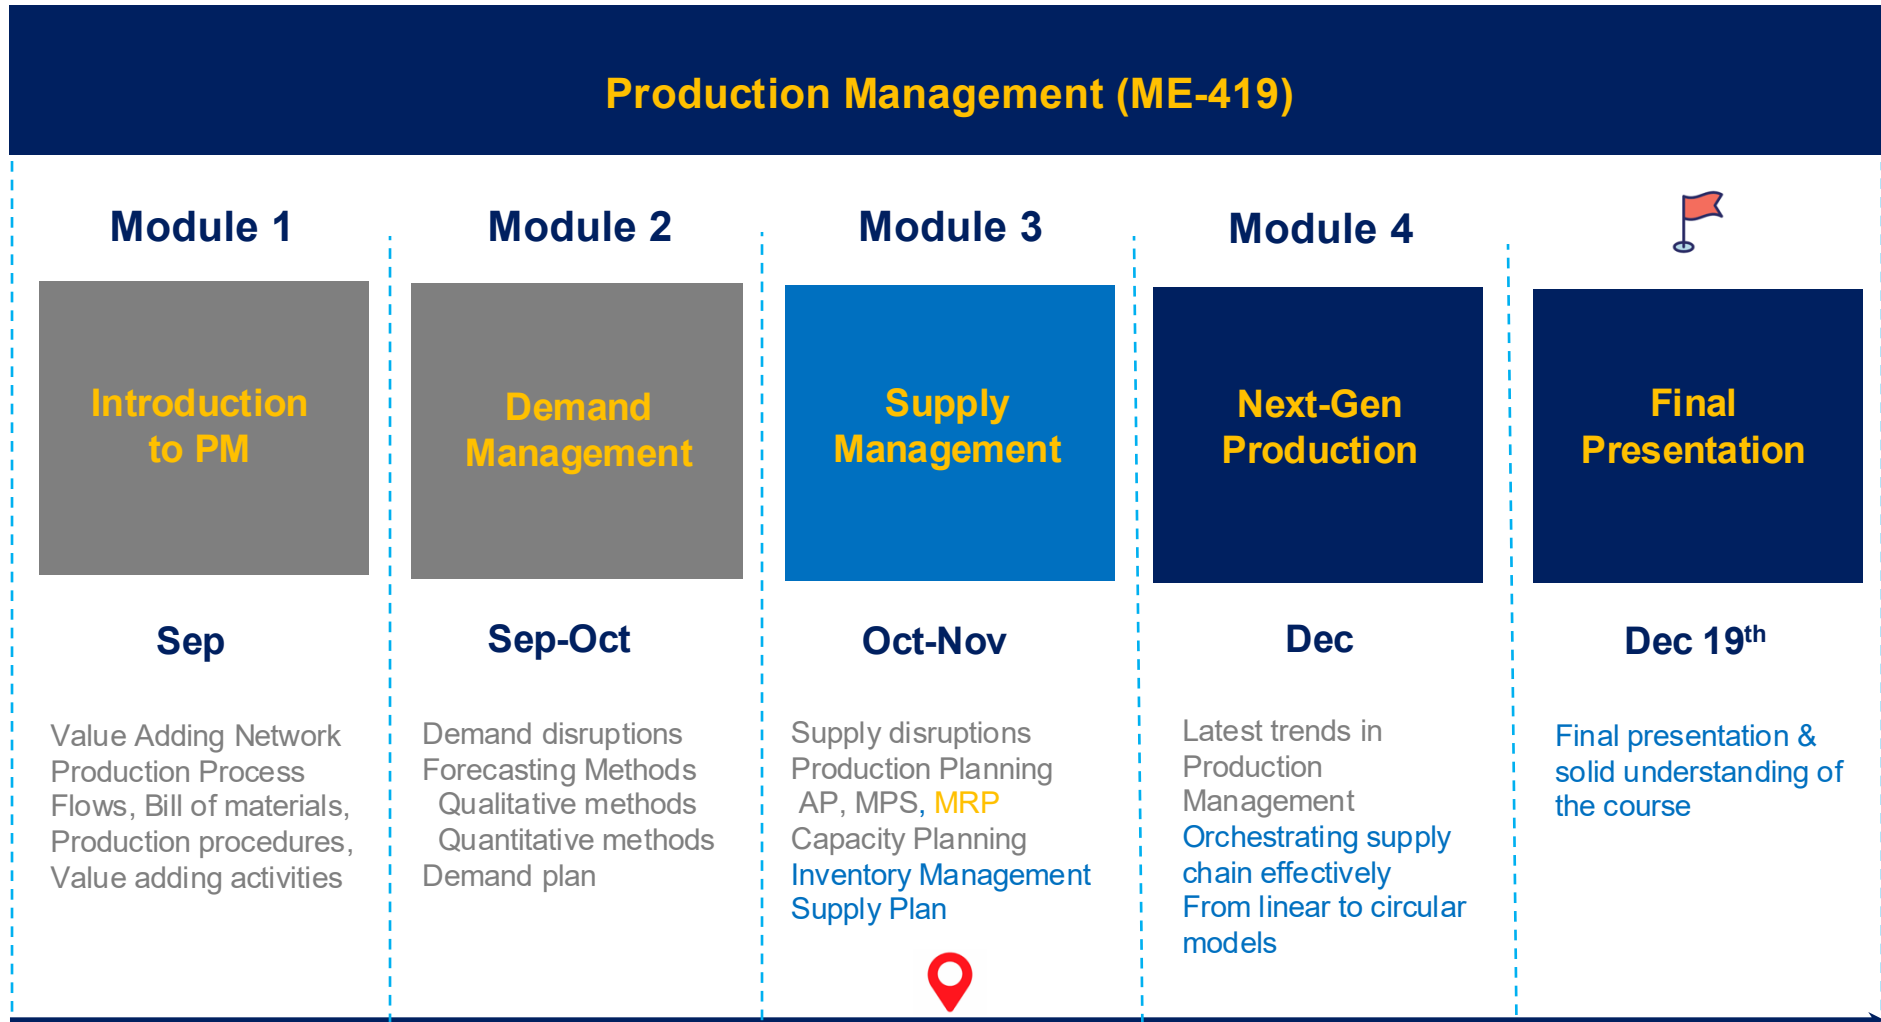 Production Management (ME-419)
Module 1
Introduction
to PM
Sep
Value Adding Network
Production Process
Flows, Bill of materials,
Production procedures,
Value adding activities
Module 2
Demand
Management
Sep-Oct
Demand disruptions
Forecasting Methods
Qualitative methods
Quantitative methods
Demand plan
Module 3
Supply
Management
Oct-Nov
Supply disruptions
Production Planning
AP, MPS, MRP
Capacity Planning
Inventory Management
Supply Plan
Module 4
Next-Gen
Production
Dec
Latest trends in
Production
Management
Orchestrating supply
chain effectively
From linear to circular
models
Final
Presentation
Dec 19th
Final presentation &
solid understanding of
the course